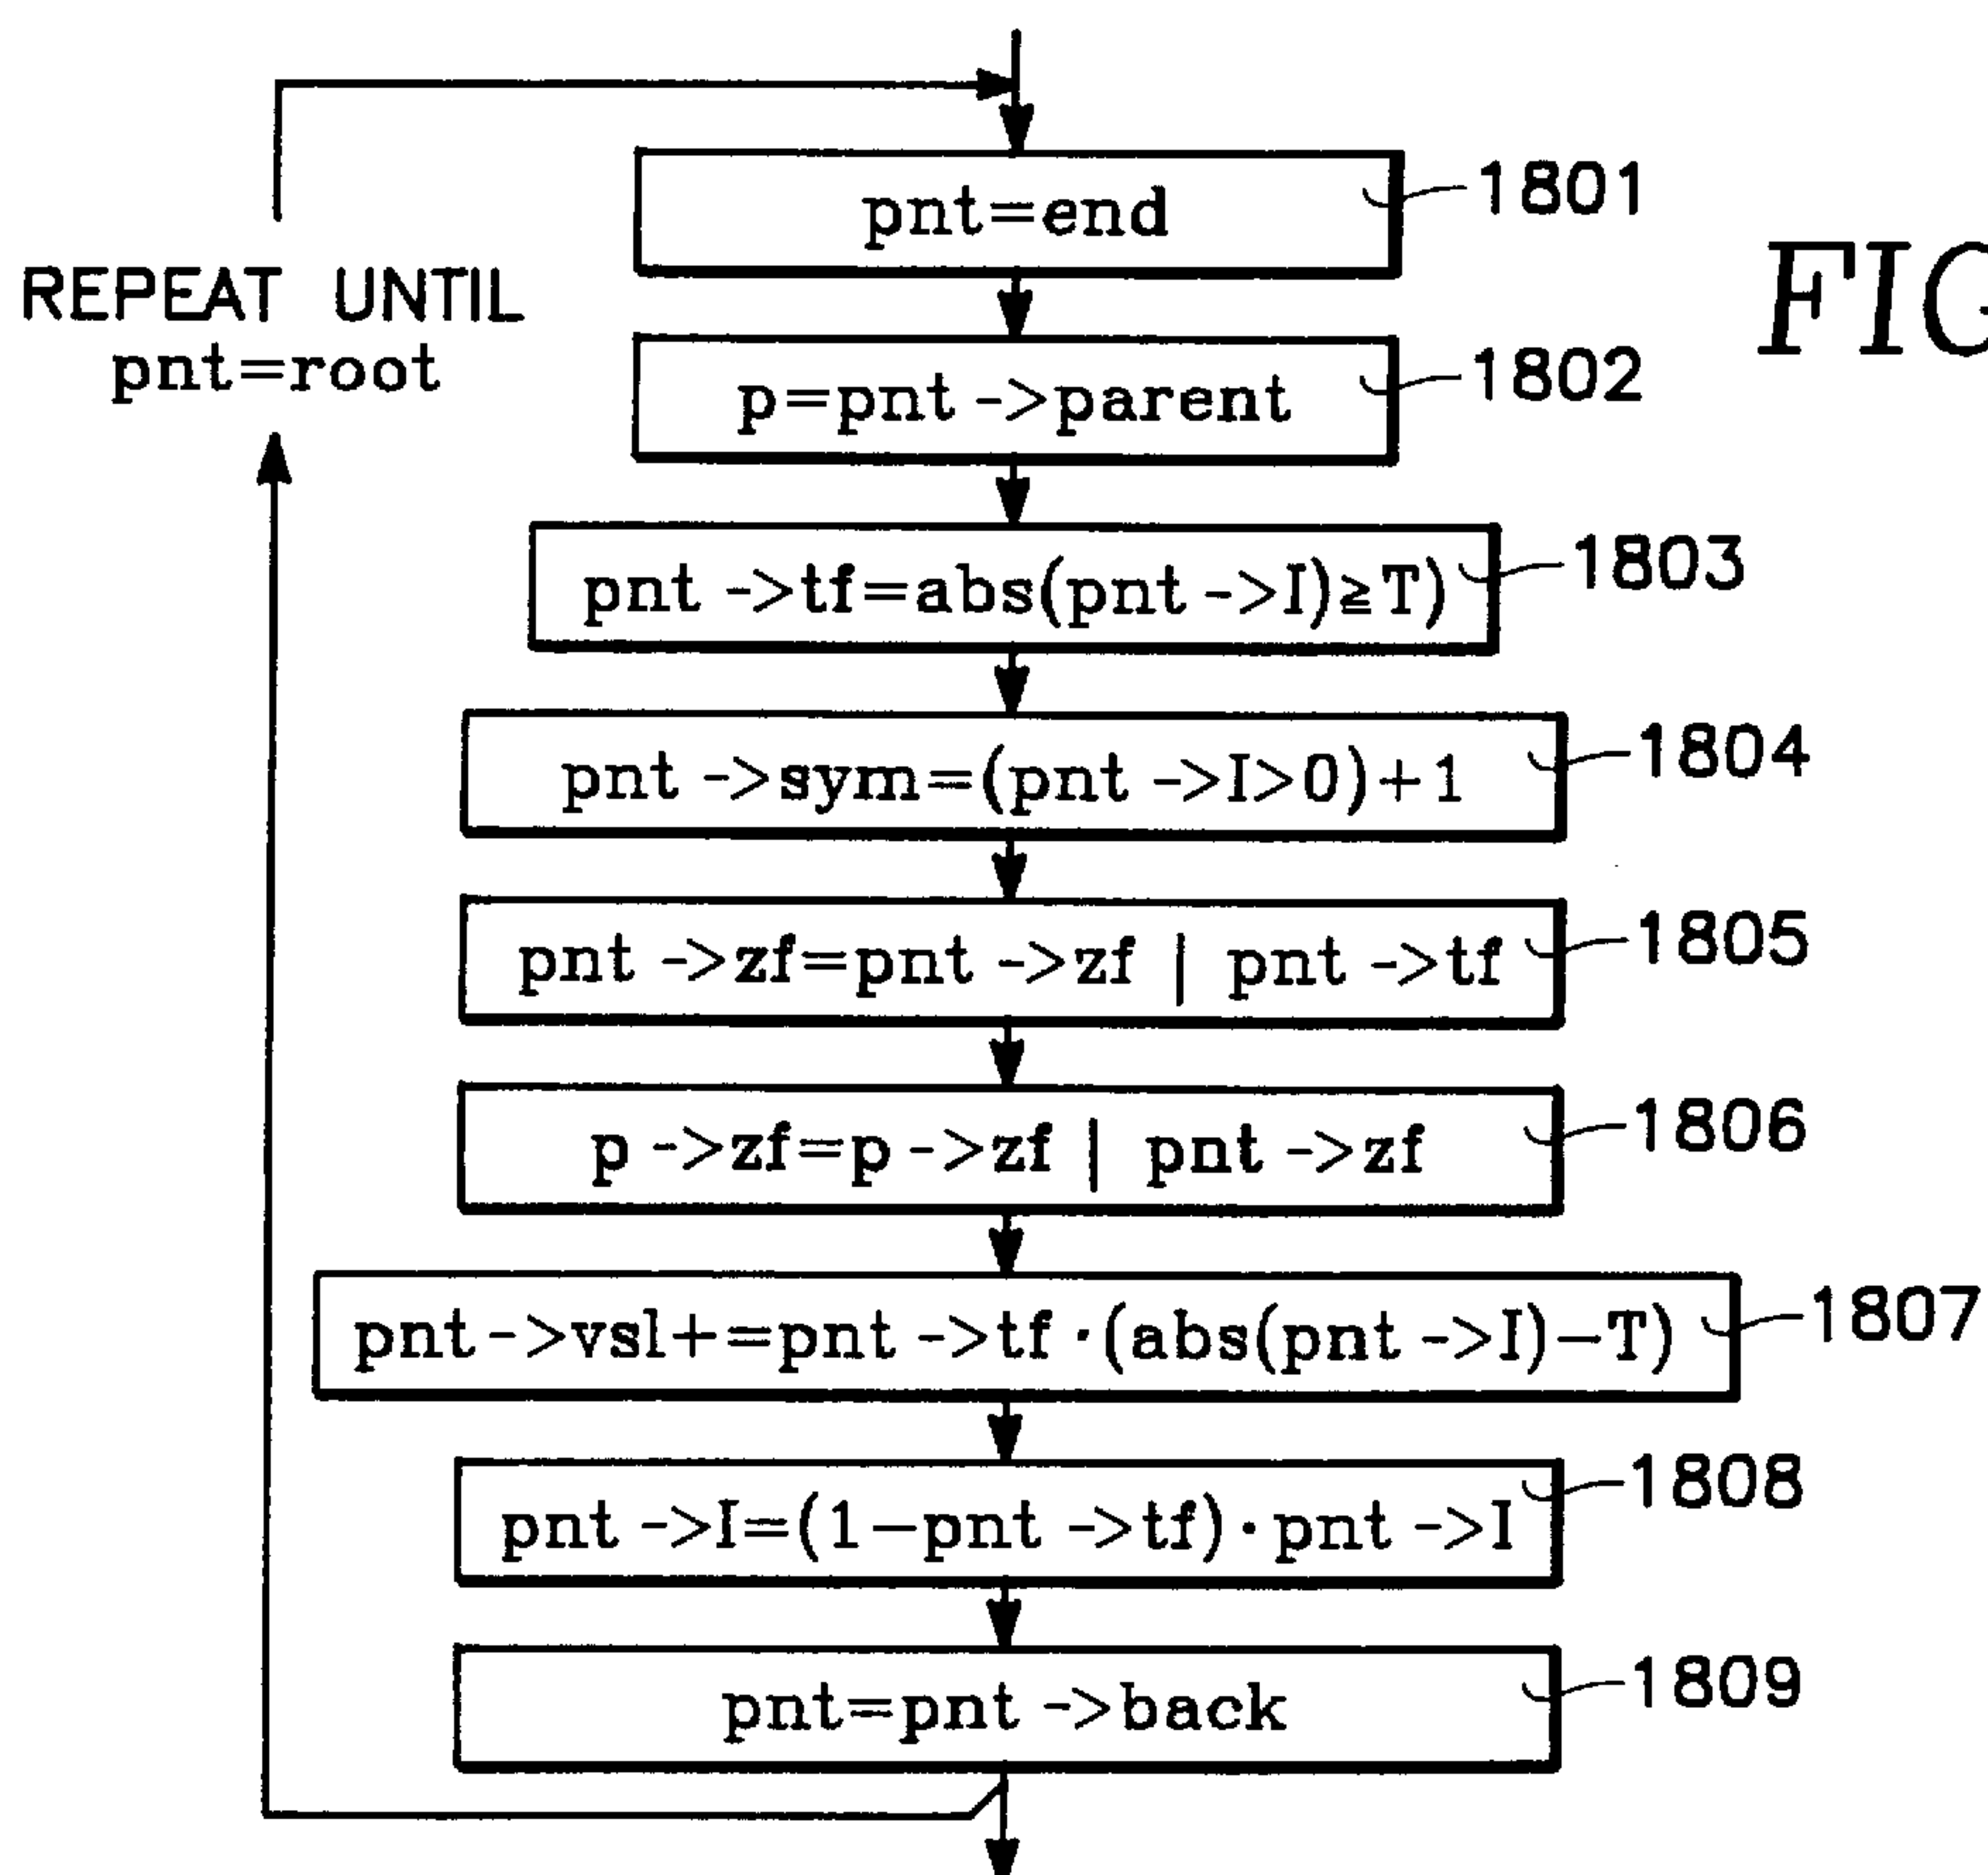 pnt=end
1801
FIG
REPEAT UNTIL
pnt=root
p=pnt ->parent
1802
pnt ->tf=abs(pnt ->I)≧T)
1803
pnt ->sym=(pnt ->I>0)+1
1804
pnt ->zf=pnt ->zf | pnt ->tf
1805
p ->zf=p ->zf | pnt ->zf
1806
pnt->vsl+=pnt ->tf·(abs(pnt ->I)−T)
1807
pnt ->I=(1−pnt ->tf)·pnt ->I
1808
pnt=pnt ->back
1809